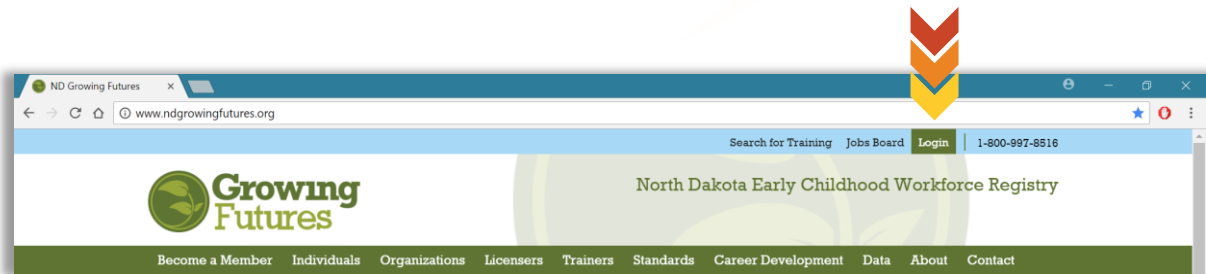 ND Growing Futures
www.ndgrowingfutures.org
Search for Training Jobs Board Login 1-800-997-8516
Growing
Futures
North Dakota Early Childhood Workforce Registry
Become a Member Individuals Organizations Licensers Trainers Standards Career Development Data About Contact